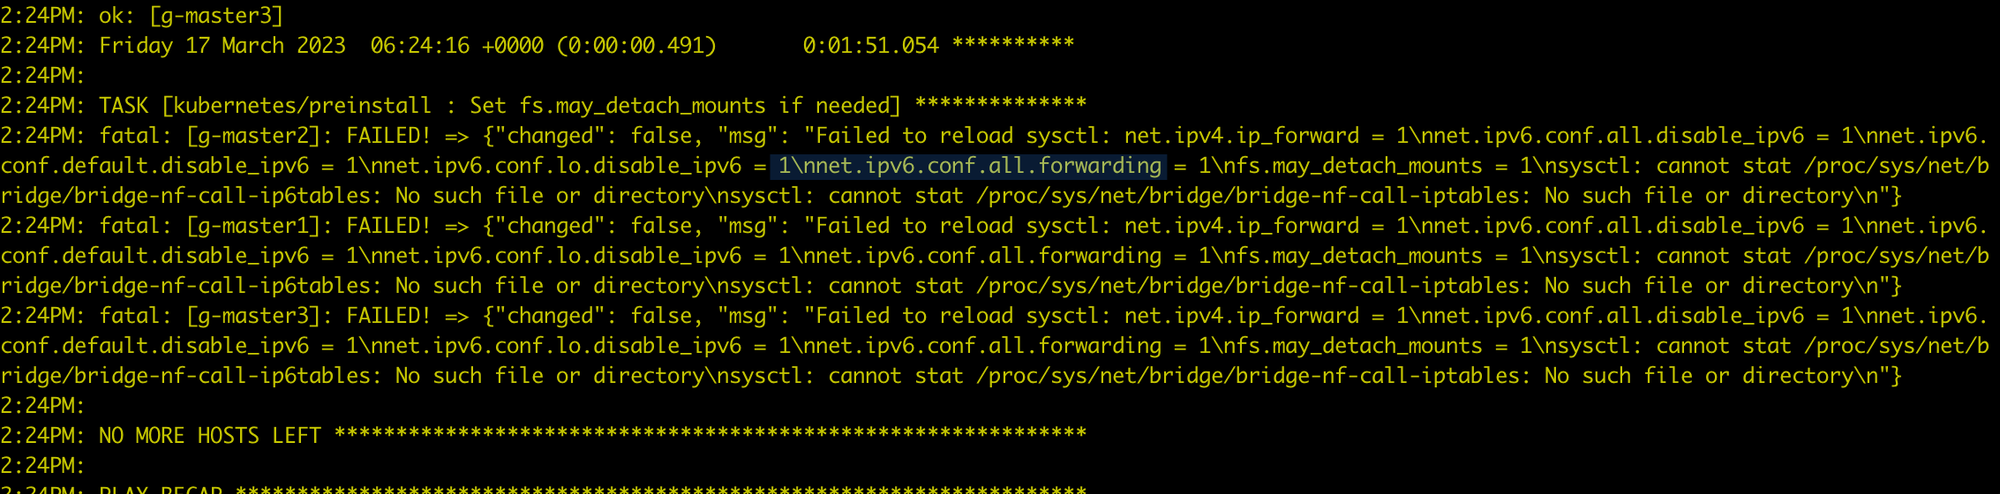 2:24PM: ok: [g-master3]
2:24PM: Friday 17 March 2023  06:24:16 +0000 (0:00:00.491)       0:01:51.054 **********
2:24PM:
2:24PM: TASK [kubernetes/preinstall : Set fs.may_detach_mounts if needed] **************
2:24PM: fatal: [g-master2]: FAILED! => {"changed": false, "msg": "Failed to reload sysctl: net.ipv4.ip_forward = 1\nnet.ipv6.conf.all.disable_ipv6 = 1\nnet.ipv6.
conf.default.disable_ipv6 = 1\nnet.ipv6.conf.lo.disable_ipv6 = 1\nnet.ipv6.conf.all.forwarding = 1\nfs.may_detach_mounts = 1\nsysctl: cannot stat /proc/sys/net/b
ridge/bridge-nf-call-ip6tables: No such file or directory\nsysctl: cannot stat /proc/sys/net/bridge/bridge-nf-call-iptables: No such file or directory\n"}
2:24PM: fatal: [g-master1]: FAILED! => {"changed": false, "msg": "Failed to reload sysctl: net.ipv4.ip_forward = 1\nnet.ipv6.conf.all.disable_ipv6 = 1\nnet.ipv6.
conf.default.disable_ipv6 = 1\nnet.ipv6.conf.lo.disable_ipv6 = 1\nnet.ipv6.conf.all.forwarding = 1\nfs.may_detach_mounts = 1\nsysctl: cannot stat /proc/sys/net/b
ridge/bridge-nf-call-ip6tables: No such file or directory\nsysctl: cannot stat /proc/sys/net/bridge/bridge-nf-call-iptables: No such file or directory\n"}
2:24PM: fatal: [g-master3]: FAILED! => {"changed": false, "msg": "Failed to reload sysctl: net.ipv4.ip_forward = 1\nnet.ipv6.conf.all.disable_ipv6 = 1\nnet.ipv6.
conf.default.disable_ipv6 = 1\nnet.ipv6.conf.lo.disable_ipv6 = 1\nnet.ipv6.conf.all.forwarding = 1\nfs.may_detach_mounts = 1\nsysctl: cannot stat /proc/sys/net/b
ridge/bridge-nf-call-ip6tables: No such file or directory\nsysctl: cannot stat /proc/sys/net/bridge/bridge-nf-call-iptables: No such file or directory\n"}
2:24PM:
2:24PM: NO MORE HOSTS LEFT *************************************************************
2:24PM:
2:24PM: PLAY RECAP *********************************************************************